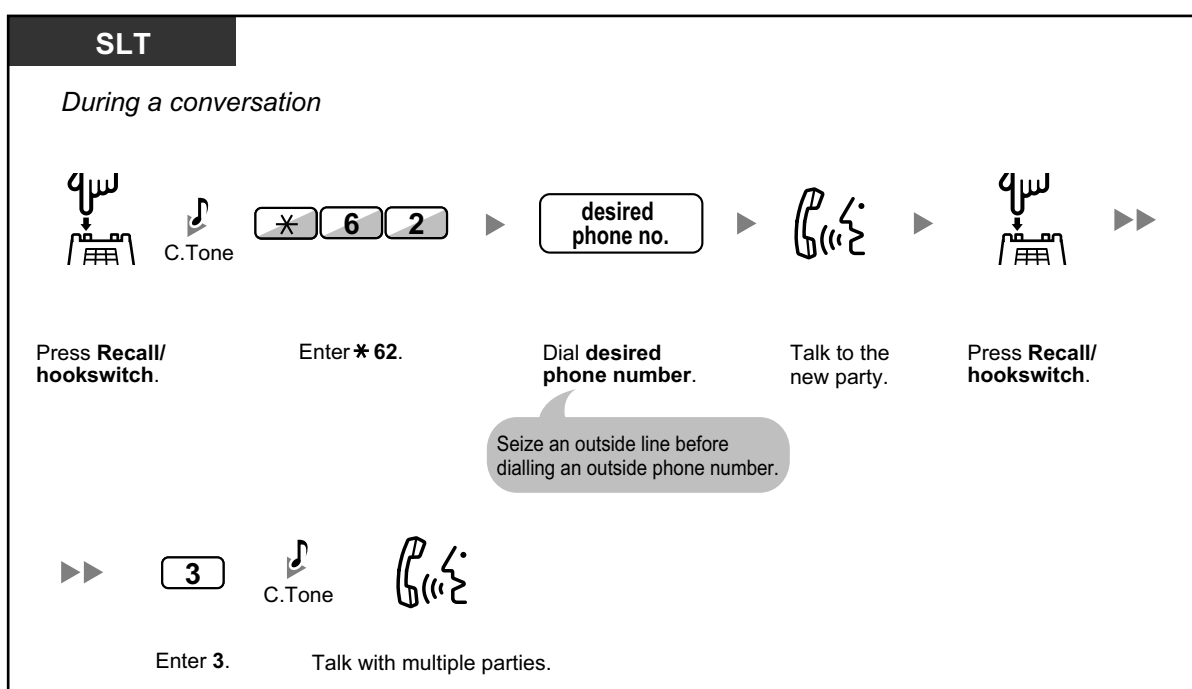 SLT
During a conversation
C.Tone
* 6 2
desired
phone no.
Press Recall/
hookswitch.
Enter * 62.
Dial desired
phone number.
Talk to the
new party.
Press Recall/
hookswitch.
Seize an outside line before
dialling an outside phone number.
3
C.Tone
Enter 3.
Talk with multiple parties.